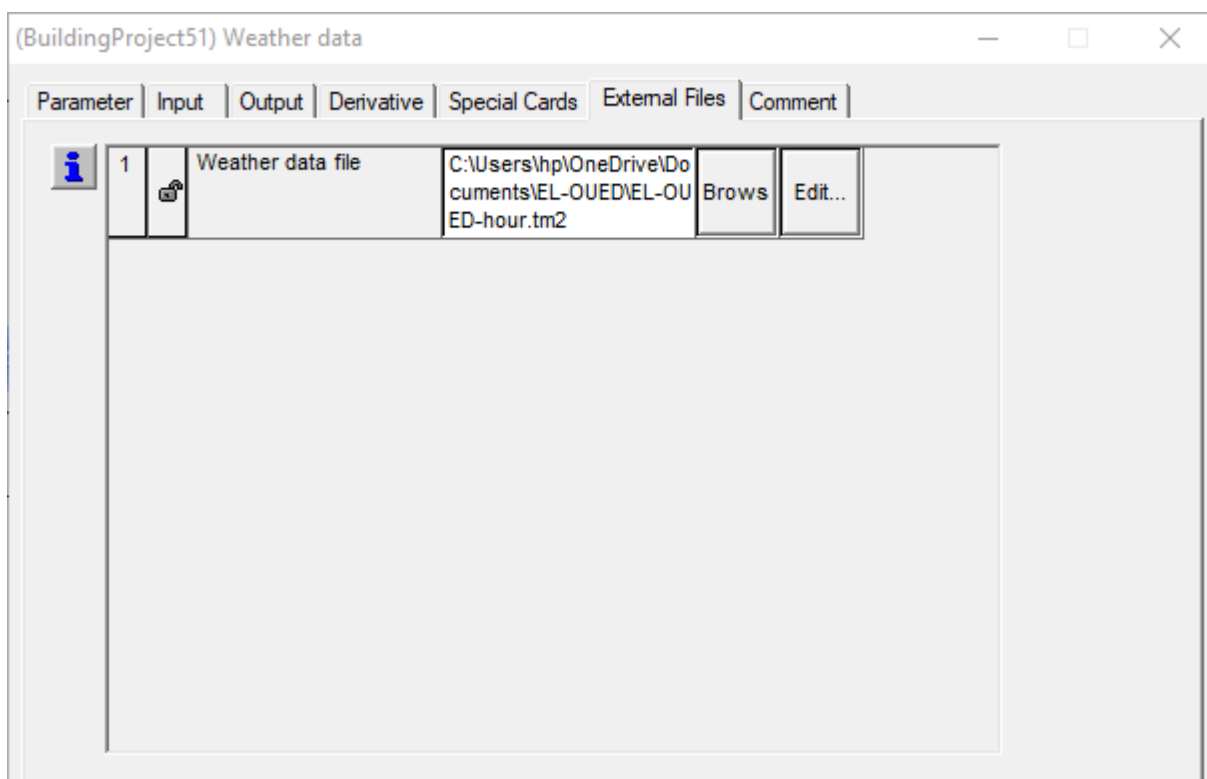 (BuildingProject51) Weather data
Parameter Input Output Derivative Special Cards External Files Comment
1 Weather data file C:\Users\hp\OneDrive\Do Brows Edit...
cuments\EL-OUED\EL-OU
ED-hour.tm2